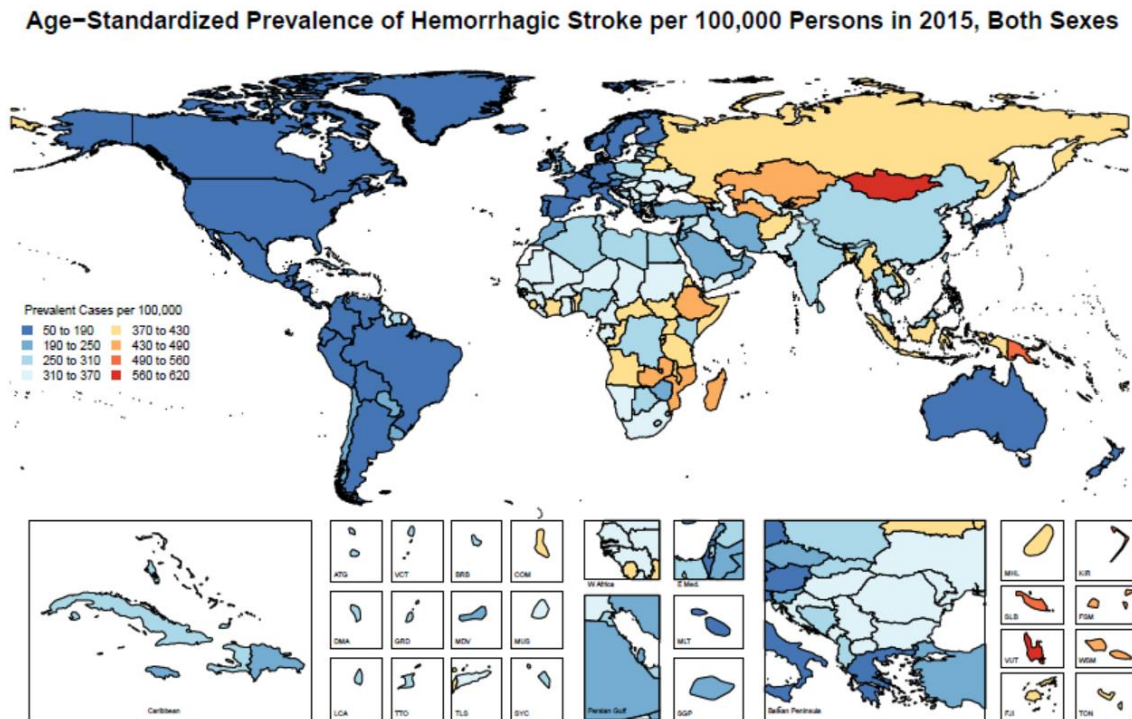 Age-Standardized Prevalence of Hemorrhagic Stroke per 100,000 Persons in 2015, Both Sexes
Prevalent Cases per 100,000
50 to 190
190 to 250
250 to 310
310 to 370
370 to 430
430 to 490
490 to 560
560 to 620
Caribbean
ATG
VCT
BRB
COM
DMA
GRD
MDV
MUS
LCA
TTO
TLS
SYC
W Africa
E Med.
Persian Gulf
MLT
SGP
Balkan Peninsula
MHL
KIR
SLB
FSM
VUT
WSM
FJI
TON